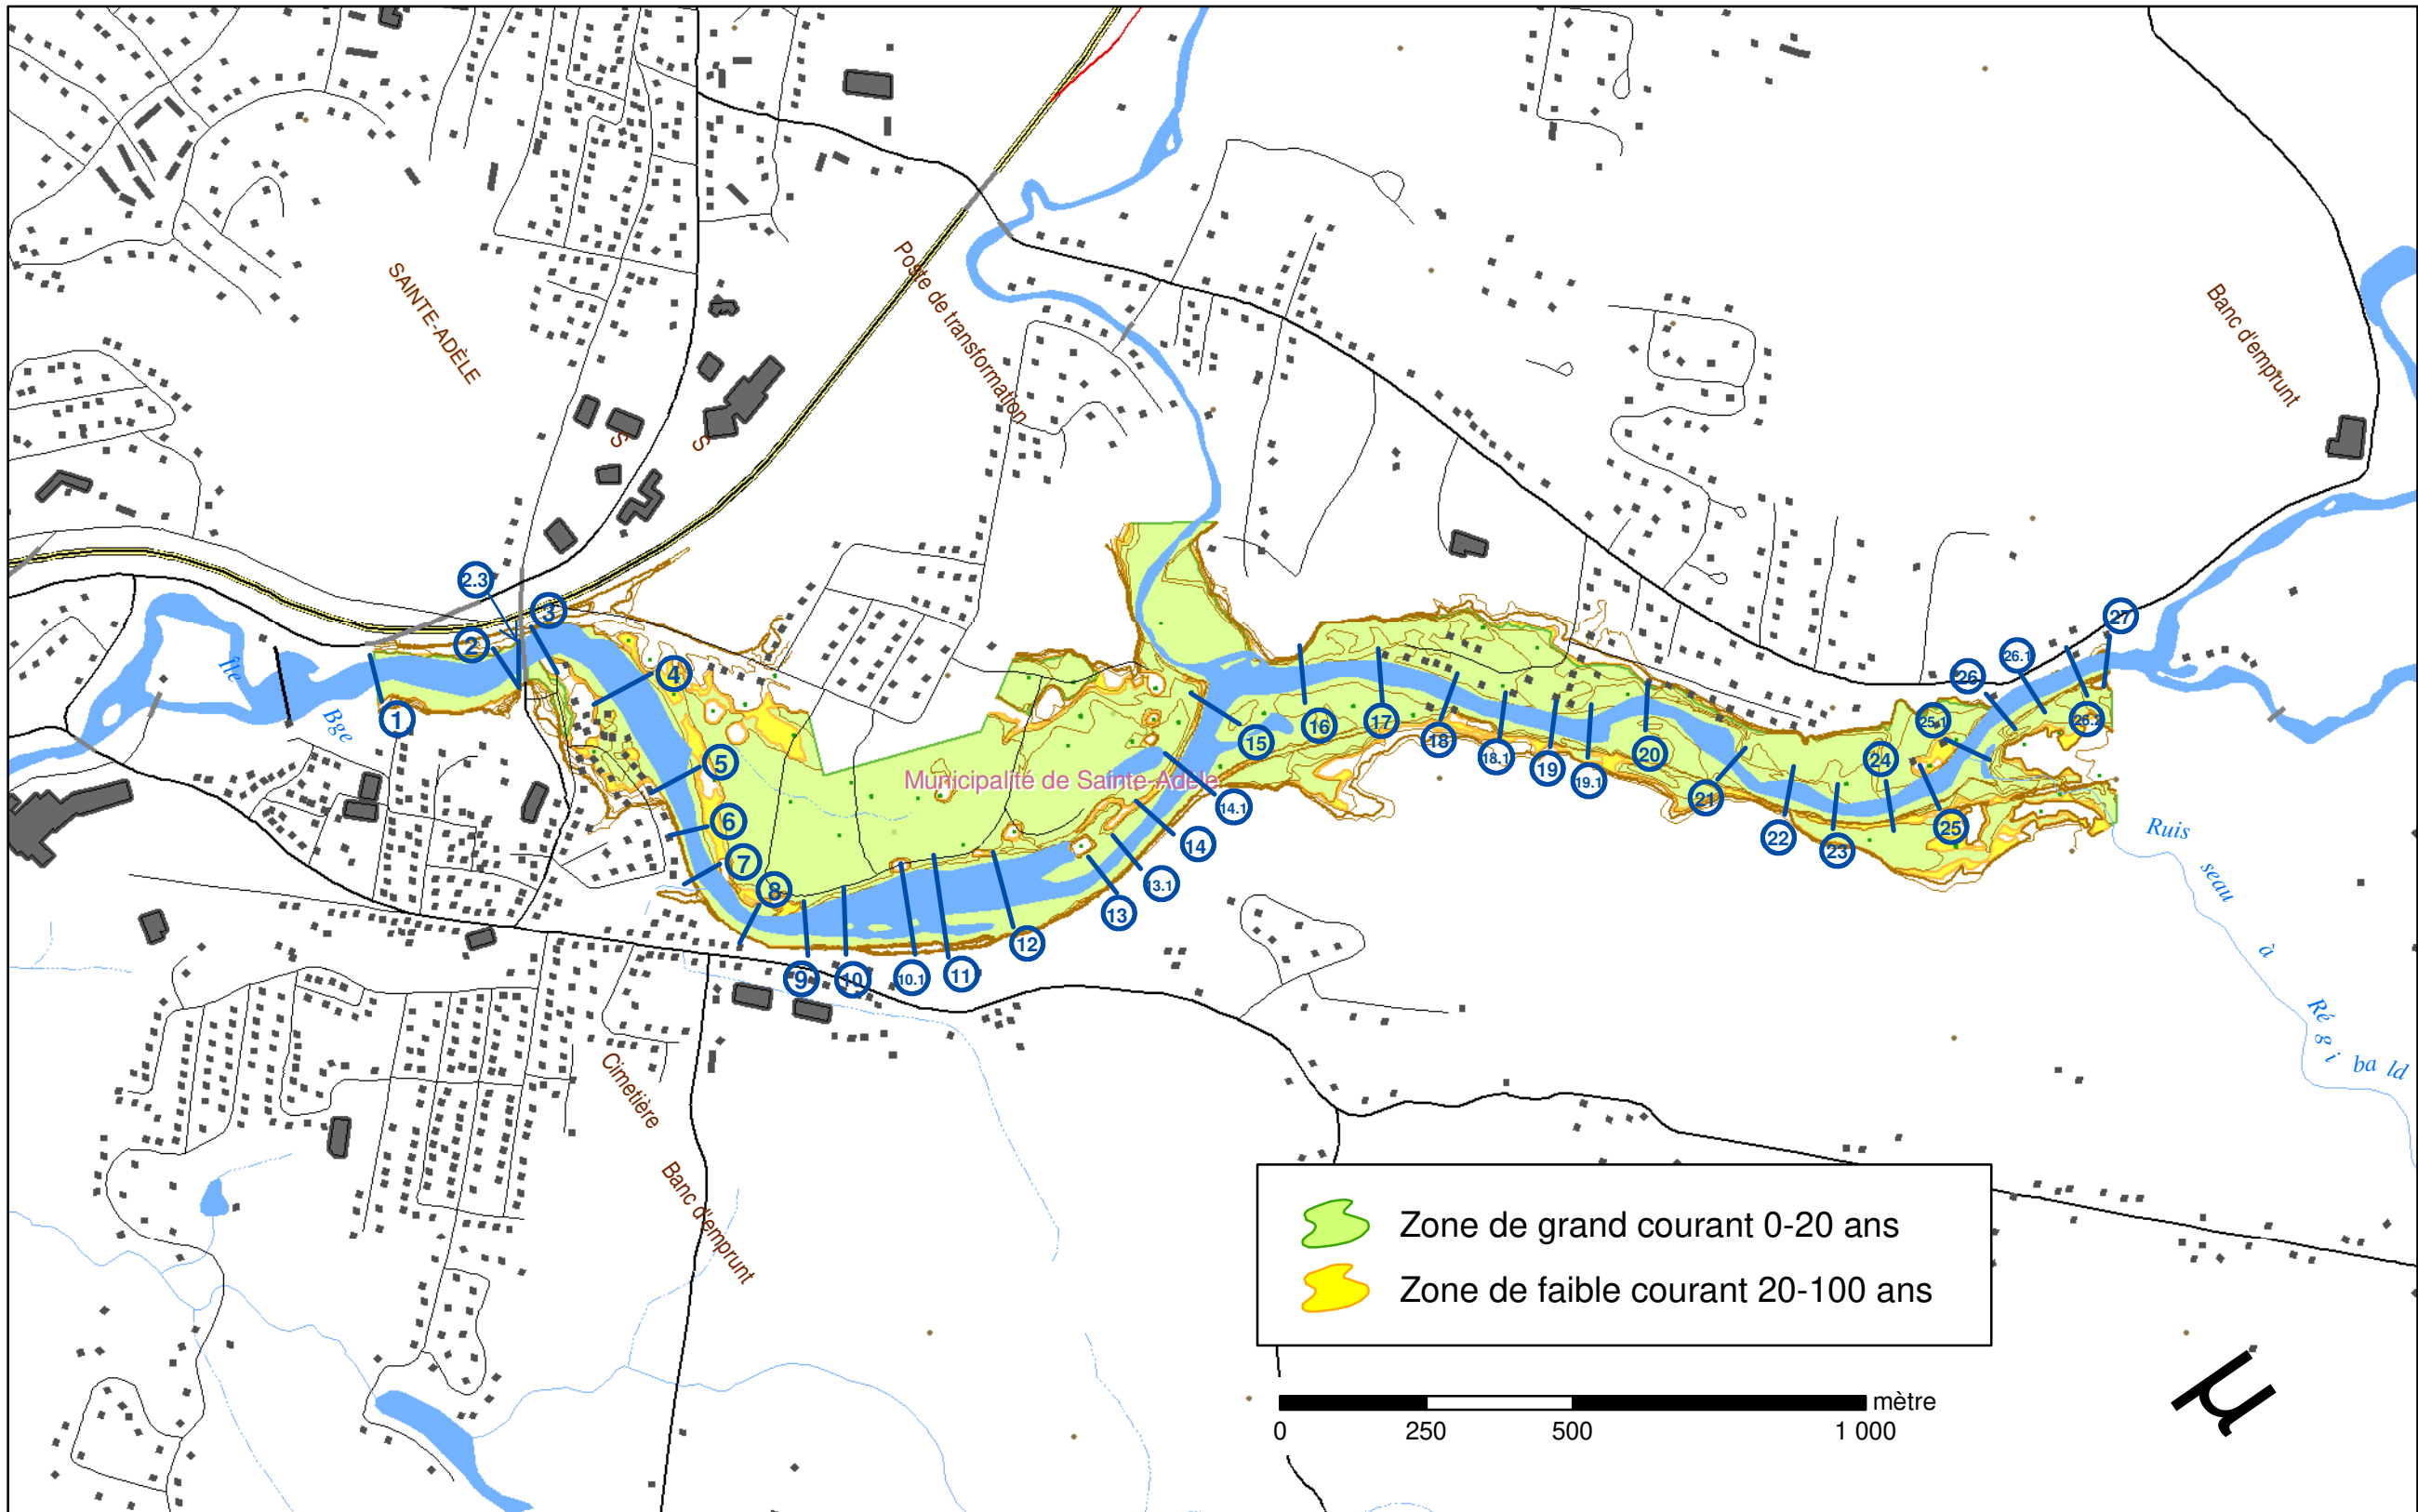 SAINTE-ADÈLE
Poste de transformation
Banc d'emprunt
S
S
2.3
3
2
Île
Bge
1
4
5
6
7
8
9
10
10.1
11
12
13
13.1
14
14.1
15
16
17
18
18.1
19
19.1
20
21
22
23
24
25
25.1
26
26.1
26.2
27
Municipalité de Sainte-Adèle
Ruis
seau
à
Ré
g
i
ba ld
Cimetière
Banc d'emprunt
Zone de grand courant 0-20 ans
Zone de faible courant 20-100 ans
mètre
0 250 500 1 000
µ